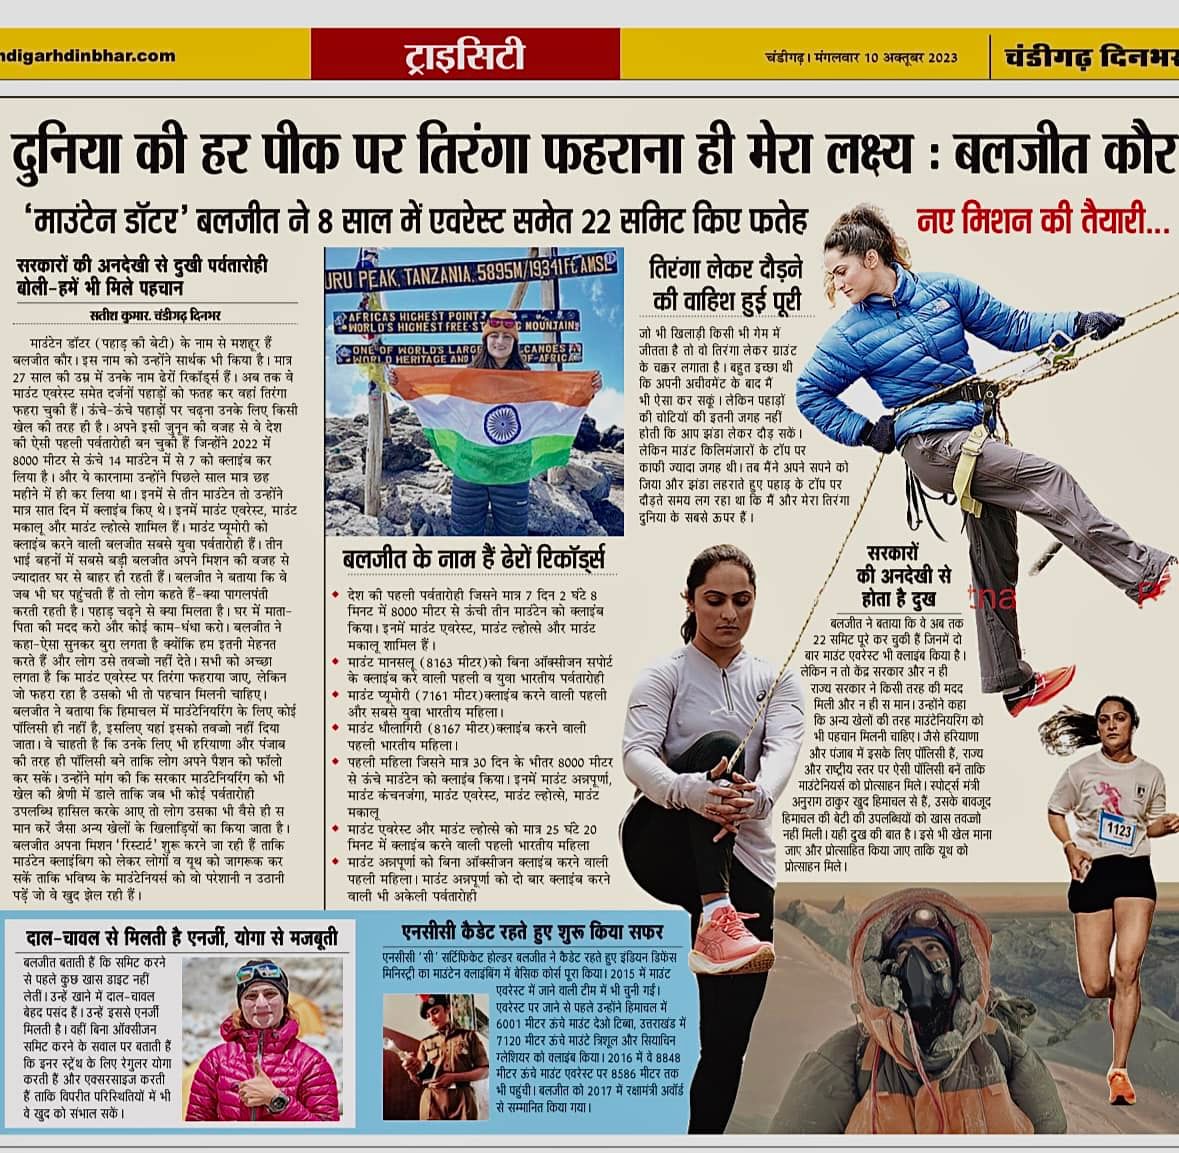 ndigarhdinbhar.com
ट्राइसिटी
चंडीगढ़। मंगलवार 10 अक्तूबर 2023
चंडीगढ़ दिनभर
दुनिया की हर पीक पर तिरंगा फहराना ही मेरा लक्ष्य : बलजीत कौर
'माउंटेन डॉटर' बलजीत ने 8 साल में एवरेस्ट समेत 22 समिट किए फतेह
नए मिशन की तैयारी...
सरकारों की अनदेखी से दुखी पर्वतारोही
बोली-हमें भी मिले पहचान
सतीश कुमार. चंडीगढ़ दिनभर
माउंटेन डॉटर (पहाड़ की बेटी) के नाम से मशहूर हैं
बलजीत कौर। इस नाम को उन्होंने सार्थक भी किया है। मात्र
27 साल की उम्र में उनके नाम ढेरों रिकॉर्ड्स हैं। अब तक वे
माउंट एवरेस्ट समेत दर्जनों पहाड़ों को फतह कर वहां तिरंगा
फहरा चुकी हैं। ऊंचे-ऊंचे पहाड़ों पर चढ़ना उनके लिए किसी
खेल की तरह ही है। अपने इसी जुनून की वजह से वे देश
की ऐसी पहली पर्वतारोही बन चुकी हैं जिन्होंने 2022 में
8000 मीटर से ऊंचे 14 माउंटेन में से 7 को क्लाइंब कर
लिया है। और ये कारनामा उन्होंने पिछले साल मात्र छह
महीने में ही कर लिया था। इनमें से तीन माउंटेन तो उन्होंने
मात्र सात दिन में क्लाइंब किए थे। इनमें माउंट एवरेस्ट, माउंट
मकालू और माउंट ल्होत्से शामिल हैं। माउंट प्यूमोरी को
क्लाइंब करने वाली बलजीत सबसे युवा पर्वतारोही हैं। तीन
भाई बहनों में सबसे बड़ी बलजीत अपने मिशन की वजह से
ज्यादातर घर से बाहर ही रहती हैं। बलजीत ने बताया कि वे
जब भी घर पहुंचती हैं तो लोग कहते हैं-क्या पागलपंती
करती रहती है। पहाड़ चढ़ने से क्या मिलता है। घर में माता-
पिता की मदद करो और कोई काम-धंधा करो। बलजीत ने
कहा-ऐसा सुनकर बुरा लगता है क्योंकि हम इतनी मेहनत
करते हैं और लोग उसे तवज्जो नहीं देते। सभी को अच्छा
लगता है कि माउंट एवरेस्ट पर तिरंगा फहराया जाए, लेकिन
जो फहरा रहा है उसको भी तो पहचान मिलनी चाहिए।
बलजीत ने बताया कि हिमाचल में माउंटेनियरिंग के लिए कोई
पॉलिसी ही नहीं है, इसलिए यहां इसको तवज्जो नहीं दिया
जाता। वे चाहती है कि उनके लिए भी हरियाणा और पंजाब
की तरह ही पॉलिसी बने ताकि लोग अपने पैशन को फॉलो
कर सकें। उन्होंने मांग की कि सरकार माउंटेनियरिंग को भी
खेल की श्रेणी में डाले ताकि जब भी कोई पर्वतारोही
उपलब्धि हासिल करके आए तो लोग उसका भी वैसे ही स
मान करें जैसा अन्य खेलों के खिलाड़ियों का किया जाता है।
बलजीत अपना मिशन 'रिस्टार्ट' शुरू करने जा रही हैं ताकि
माउंटेन क्लाइंबिग को लेकर लोगों व यूथ को जागरूक कर
सकें ताकि भविष्य के माउंटेनियर्स को वो परेशानी न उठानी
पड़ें जो वे खुद झेल रही हैं।
URU PEAK, TANZANIA, 5895M/19341Ft AMSL
AFRICA'S HIGHEST POINT
WORLD'S HIGHEST FREE-ST MOUNTAIN
ONE OF WORLD'S LARG CANOES
WORLD HERITAGE AND OF-AFRICA
बलजीत के नाम हैं ढेरों रिकॉर्ड्स
देश की पहली पर्वतारोही जिसने मात्र 7 दिन 2 घंटे 8
मिनट में 8000 मीटर से ऊंची तीन माउंटेन को क्लाइंब
किया। इनमें माउंट एवरेस्ट, माउंट ल्होत्से और माउंट
मकालू शामिल हैं।
माउंट मानसलू (8163 मीटर)को बिना ऑक्सीजन सपोर्ट
के क्लाइंब करे वाली पहली व युवा भारतीय पर्वतारोही
माउंट प्यूमोरी (7161 मीटर)क्लाइंब करने वाली पहली
और सबसे युवा भारतीय महिला।
माउंट धौलागिरी (8167 मीटर)क्लाइंब करने वाली
पहली भारतीय महिला।
पहली महिला जिसने मात्र 30 दिन के भीतर 8000 मीटर
से ऊंचे माउंटेन को क्लाइंब किया। इनमें माउंट अन्नपूर्णा,
माउंट कंचनजंगा, माउंट एवरेस्ट, माउंट ल्होत्से, माउंट
मकालू
माउंट एवरेस्ट और माउंट ल्होत्से को मात्र 25 घंटे 20
मिनट में क्लाइंब करने वाली पहली भारतीय महिला
माउंट अन्नपूर्णा को बिना ऑक्सीजन क्लाइंब करने वाली
पहली महिला। माउंट अन्नपूर्णा को दो बार क्लाइंब करने
वाली भी अकेली पर्वतारोही
तिरंगा लेकर दौड़ने
की वाहिश हुई पूरी
जो भी खिलाड़ी किसी भी गेम में
जीतता है तो वो तिरंगा लेकर ग्राउंट
के चक्कर लगाता है। बहुत इच्छा थी
कि अपनी अचीवमेंट के बाद मैं
भी ऐसा कर सकूं। लेकिन पहाड़ों
की चोटियों की इतनी जगह नहीं
होती कि आप झंडा लेकर दौड़ सकें।
लेकिन माउंट किलिमंजारों के टॉप पर
काफी ज्यादा जगह थी। तब मैंने अपने सपने को
जिया और झंडा लहराते हुए पहाड़ के टॉप पर
दौड़ते समय लग रहा था कि मैं और मेरा तिरंगा
दुनिया के सबसे ऊपर हैं।
सरकारों
की अनदेखी से
होता है दुख
बलजीत ने बताया कि वे अब तक
22 समिट पूरे कर चुकी हैं जिनमें दो
बार माउंट एवरेस्ट भी क्लाइंब किया है।
लेकिन न तो केंद्र सरकार और न ही
राज्य सरकार ने किसी तरह की मदद
मिली और न ही स मान। उन्होंने कहा
कि अन्य खेलों की तरह माउंटेनियरिंग को
भी पहचान मिलनी चाहिए। जैसे हरियाणा
और पंजाब में इसके लिए पॉलिसी हैं, राज्य
और राष्ट्रीय स्तर पर ऐसी पॉलिसी बनें ताकि
माउंटेनियर्स को प्रोत्साहन मिले। स्पोर्ट्स मंत्री
अनुराग ठाकुर खुद हिमाचल से हैं, उसके बावजूद
हिमाचल की बेटी की उपलब्धियों को खास तवज्जो
नहीं मिली। यही दुख की बात है। इसे भी खेल माना
जाए और प्रोत्साहित किया जाए ताकि यूथ को
प्रोत्साहन मिले।
1123
दाल-चावल से मिलती है एनर्जी, योगा से मजबूती
बलजीत बताती हैं कि समिट करने
से पहले कुछ खास डाइट नहीं
लेतीं। उन्हें खाने में दाल-चावल
बेहद पसंद हैं। उन्हें इससे एनर्जी
मिलती है। वहीं बिना ऑक्सीजन
समिट करने के सवाल पर बताती हैं
कि इनर स्ट्रेंथ के लिए रेगुलर योगा
करती हैं और एक्सरसाइज करती
हैं ताकि विपरीत परिस्थितियों में भी
वे खुद को संभाल सकें।
एनसीसी कैडेट रहते हुए शुरू किया सफर
एनसीसी 'सी' सर्टिफिकेट होल्डर बलजीत ने कैडेट रहते हुए इंडियन डिफेंस
मिनिस्ट्री का माउंटेन क्लाइबिंग में बेसिक कोर्स पूरा किया। 2015 में माउंट
एवरेस्ट में जाने वाली टीम में भी चुनी गईं।
एवरेस्ट पर जाने से पहले उन्होंने हिमाचल में
6001 मीटर ऊंचे माउंट देओ टिब्बा, उत्तराखंड में
7120 मीटर ऊंचे माउंट त्रिशूल और सियाचिन
ग्लेशियर को क्लाइंब किया। 2016 में वे 8848
मीटर ऊंचे माउंट एवरेस्ट पर 8586 मीटर तक
भी पहुंची। बलजीत को 2017 में रक्षामंत्री अवॉर्ड
से सम्मानित किया गया।